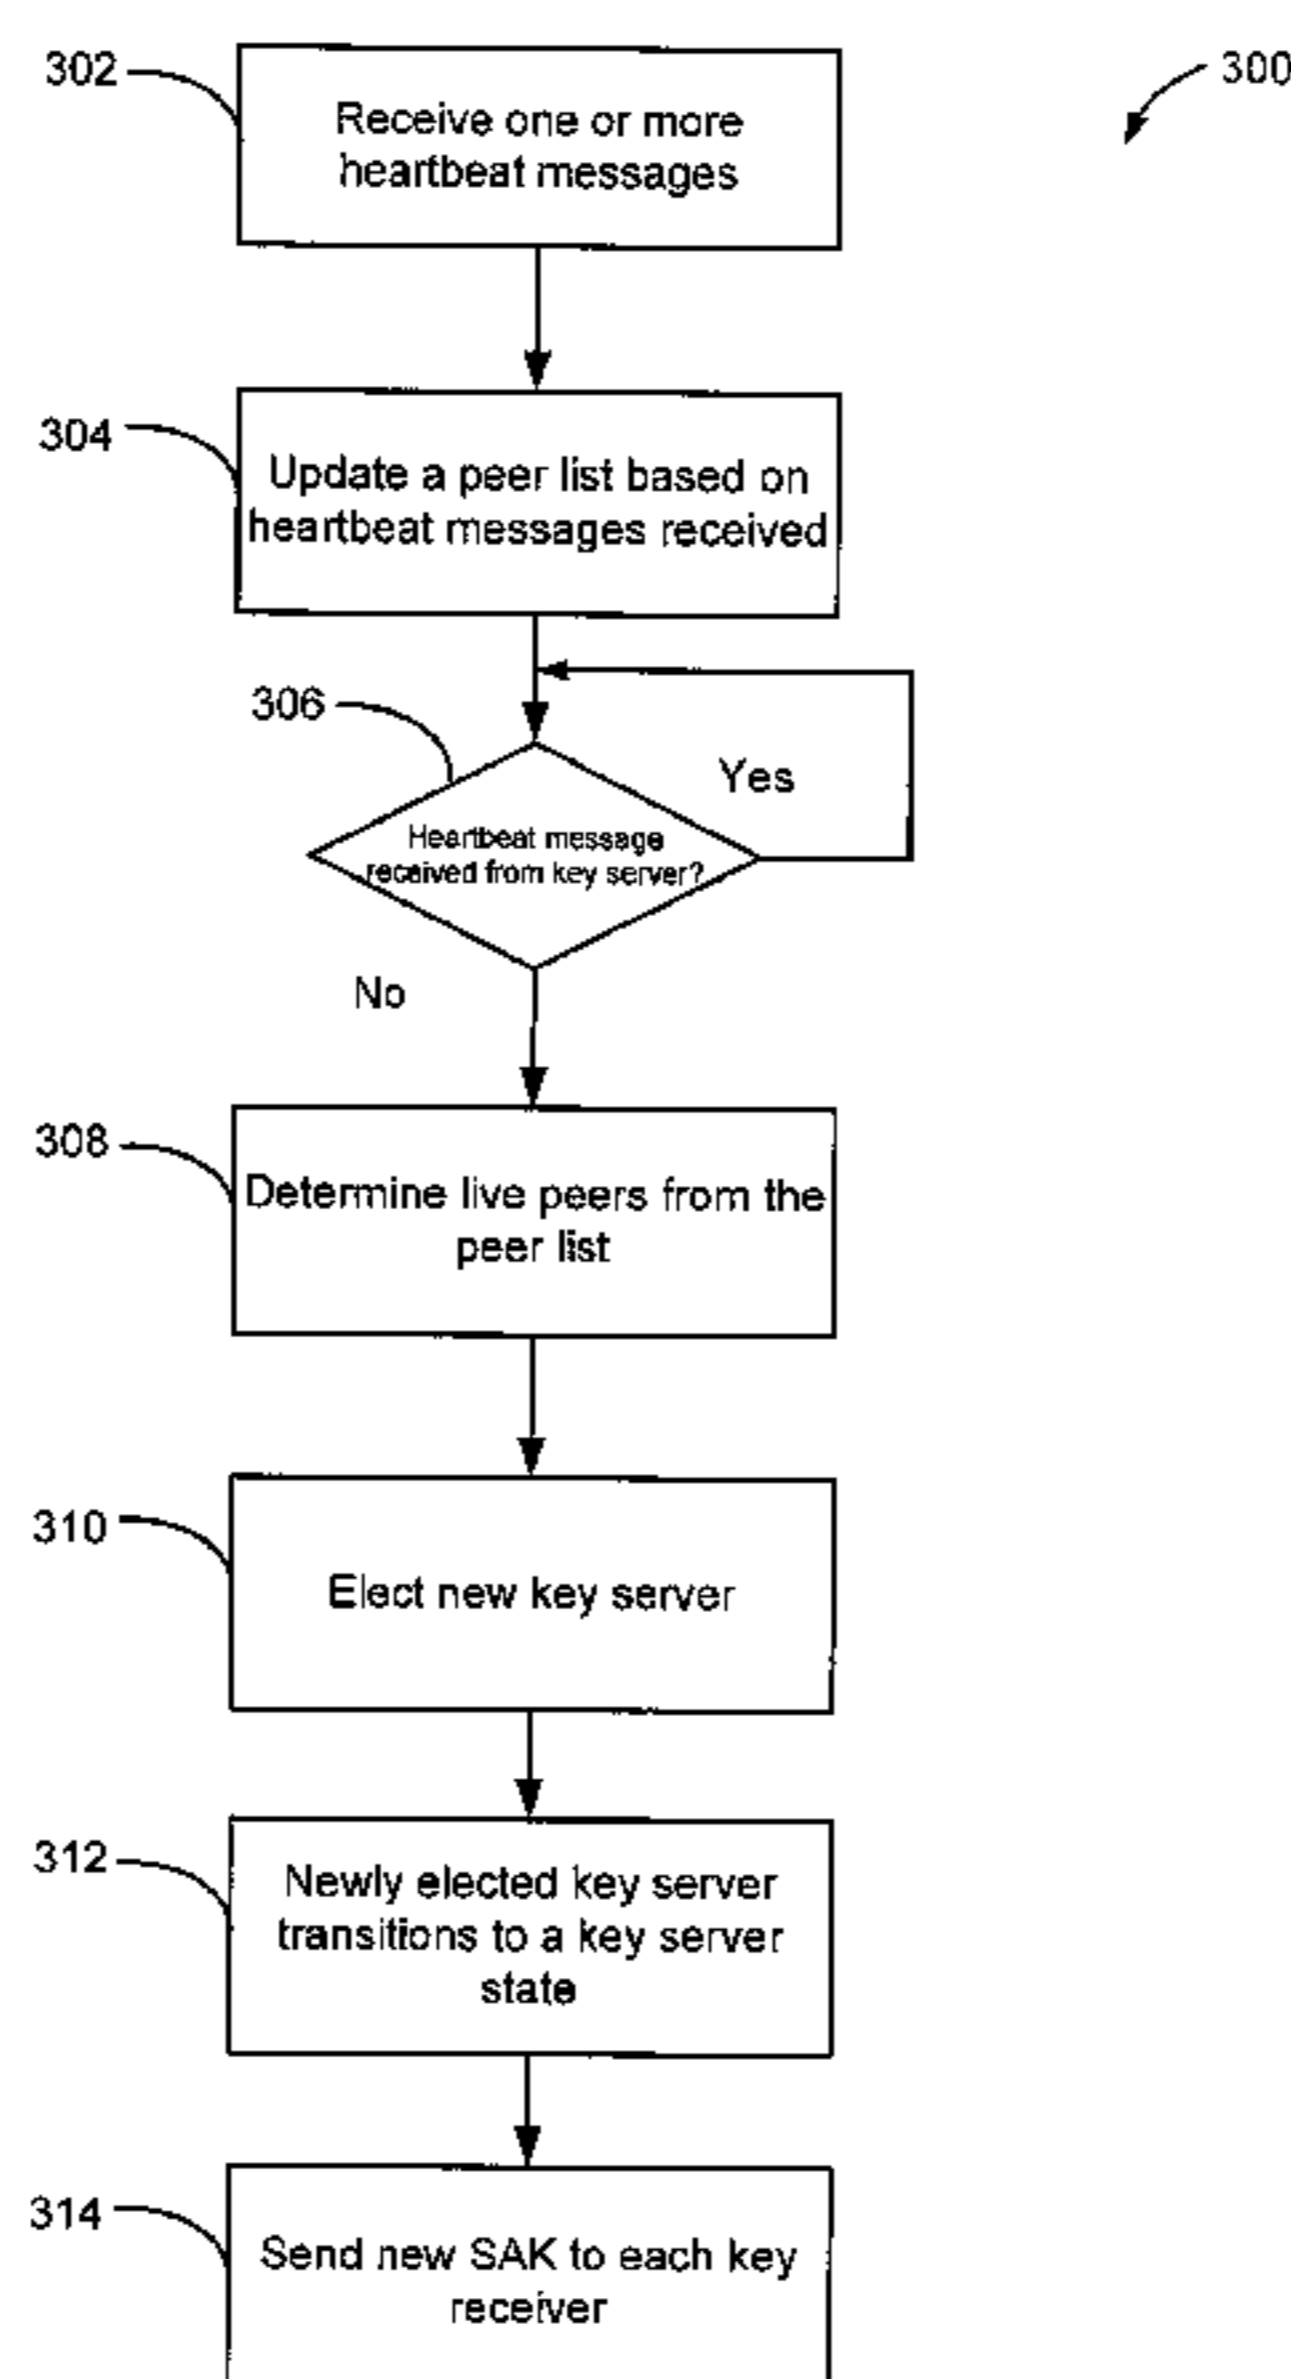 302
300
Receive one or more
heartbeat messages
304
Update a peer list based on
heartbeat messages received
306
Yes
Heartbeat message
received from key server?
No
308
Determine live peers from the
peer list
310
Elect new key server
312
Newly elected key server
transitions to a key server
state
314
Send new SAK to each key
receiver